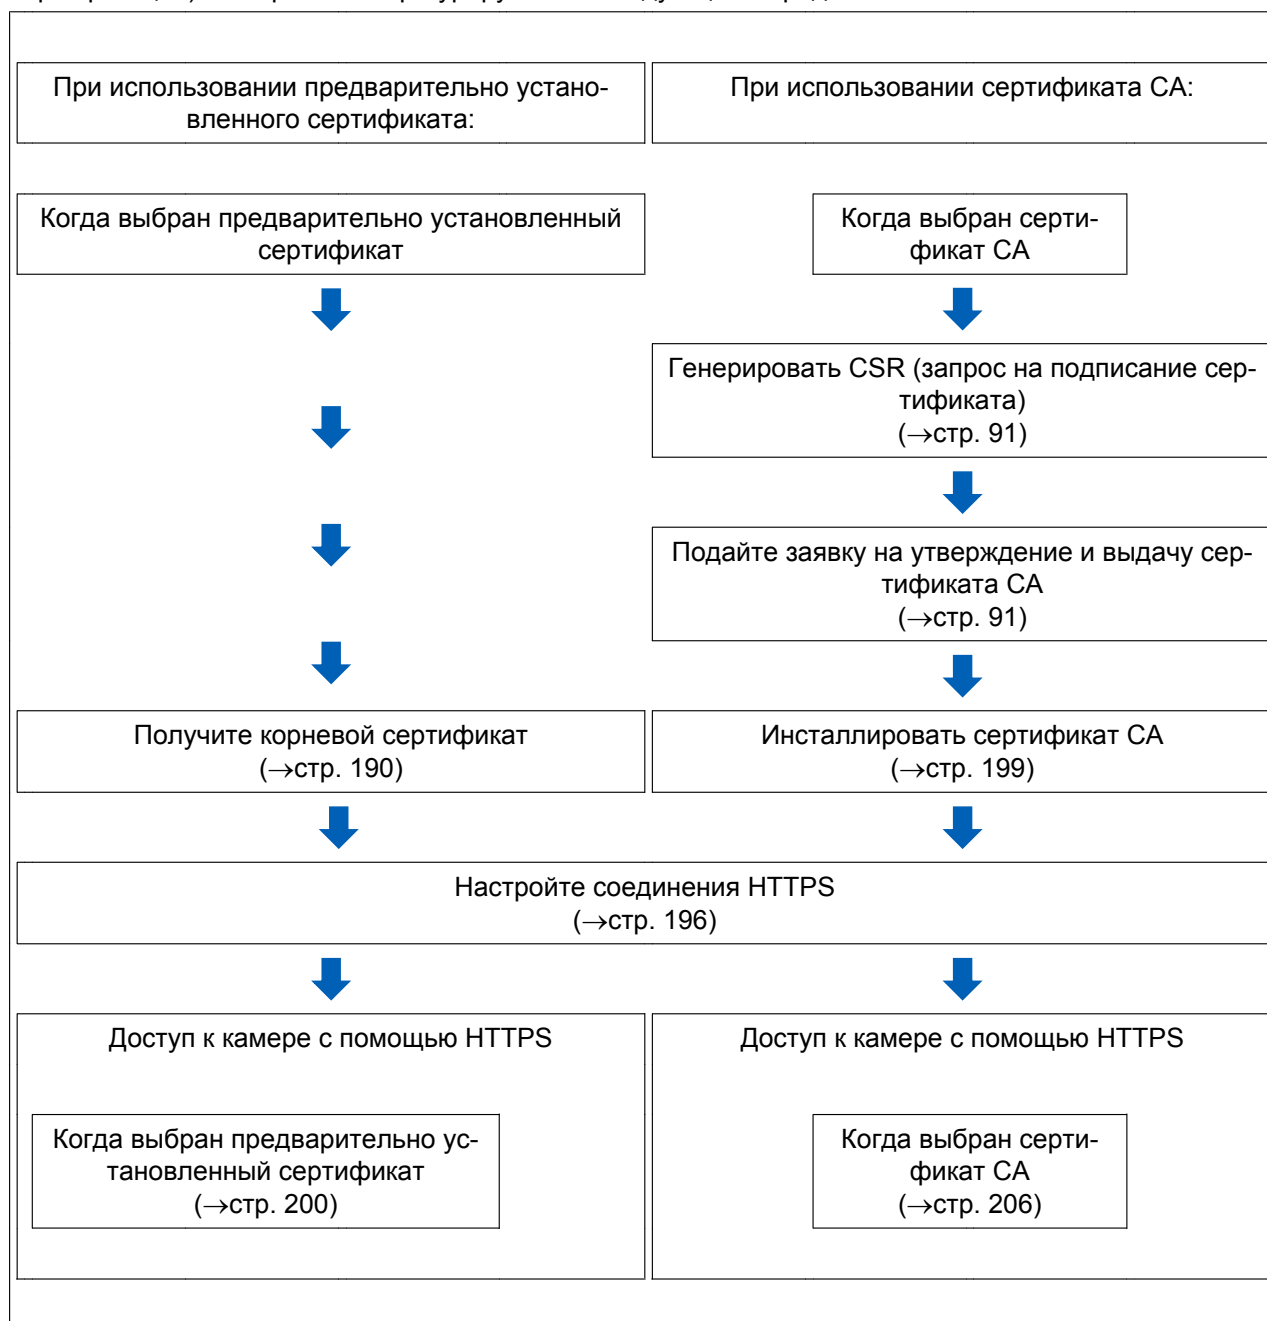 При использовании предварительно уста-
новленного сертификата:
При использовании сертификата CA:
Когда выбран предварительно установленный
сертификат
Когда выбран серти-
фикат CA
Генерировать CSR (запрос на подписание сер-
тификата)
(→стр. 91)
Подайте заявку на утверждение и выдачу сер-
тификата CA
(→стр. 91)
Получите корневой сертификат
(→стр. 190)
Инсталлировать сертификат CA
(→стр. 199)
Настройте соединения HTTPS
(→стр. 196)
Доступ к камере с помощью HTTPS
Доступ к камере с помощью HTTPS
Когда выбран предварительно ус-
тановленный сертификат
(→стр. 200)
Когда выбран серти-
фикат CA
(→стр. 206)